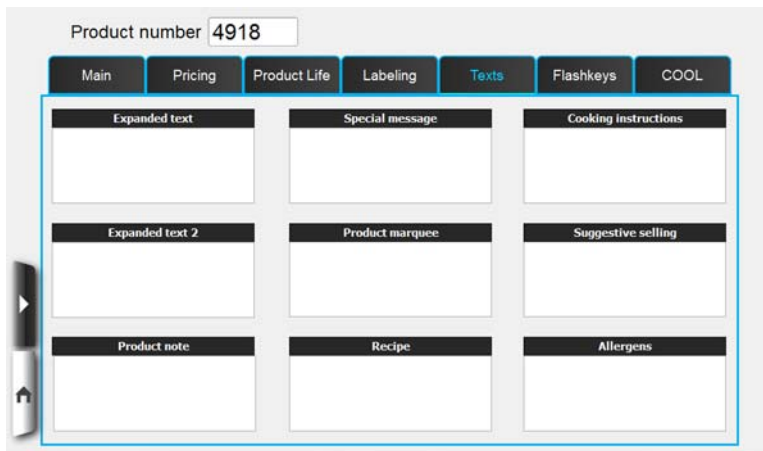 Product number 4918
Main Pricing Product Life Labeling Texts Flashkeys COOL
Expanded text Special message Cooking instructions
Expanded text 2 Product marquee Suggestive selling
Product note Recipe Allergens